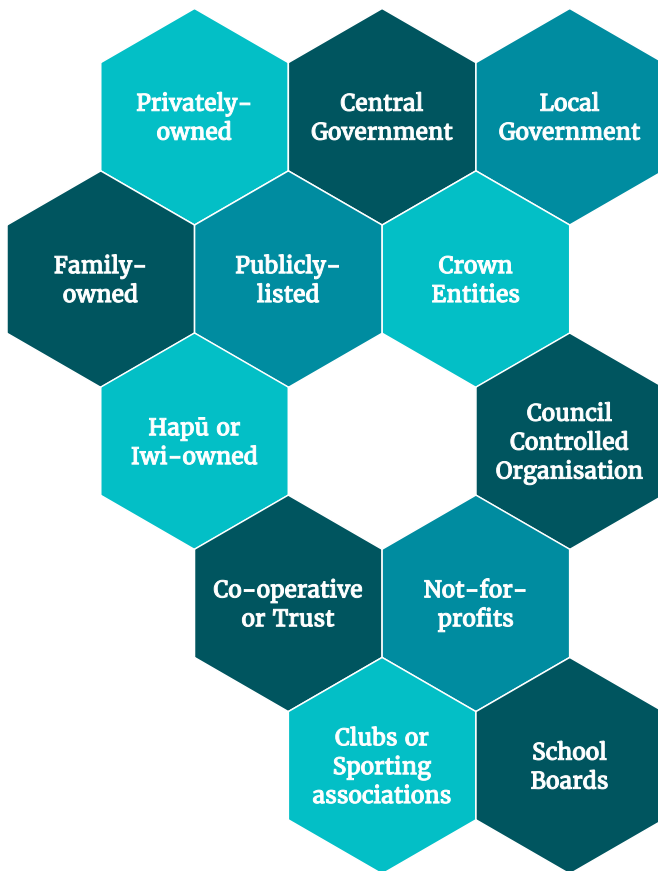 Privately-
owned
Central
Government
Local
Government
Family-
owned
Publicly-
listed
Crown
Entities
Hapū or
Iwi-owned
Council
Controlled
Organisation
Co-operative
or Trust
Not-for-
profits
Clubs or
Sporting
associations
School
Boards